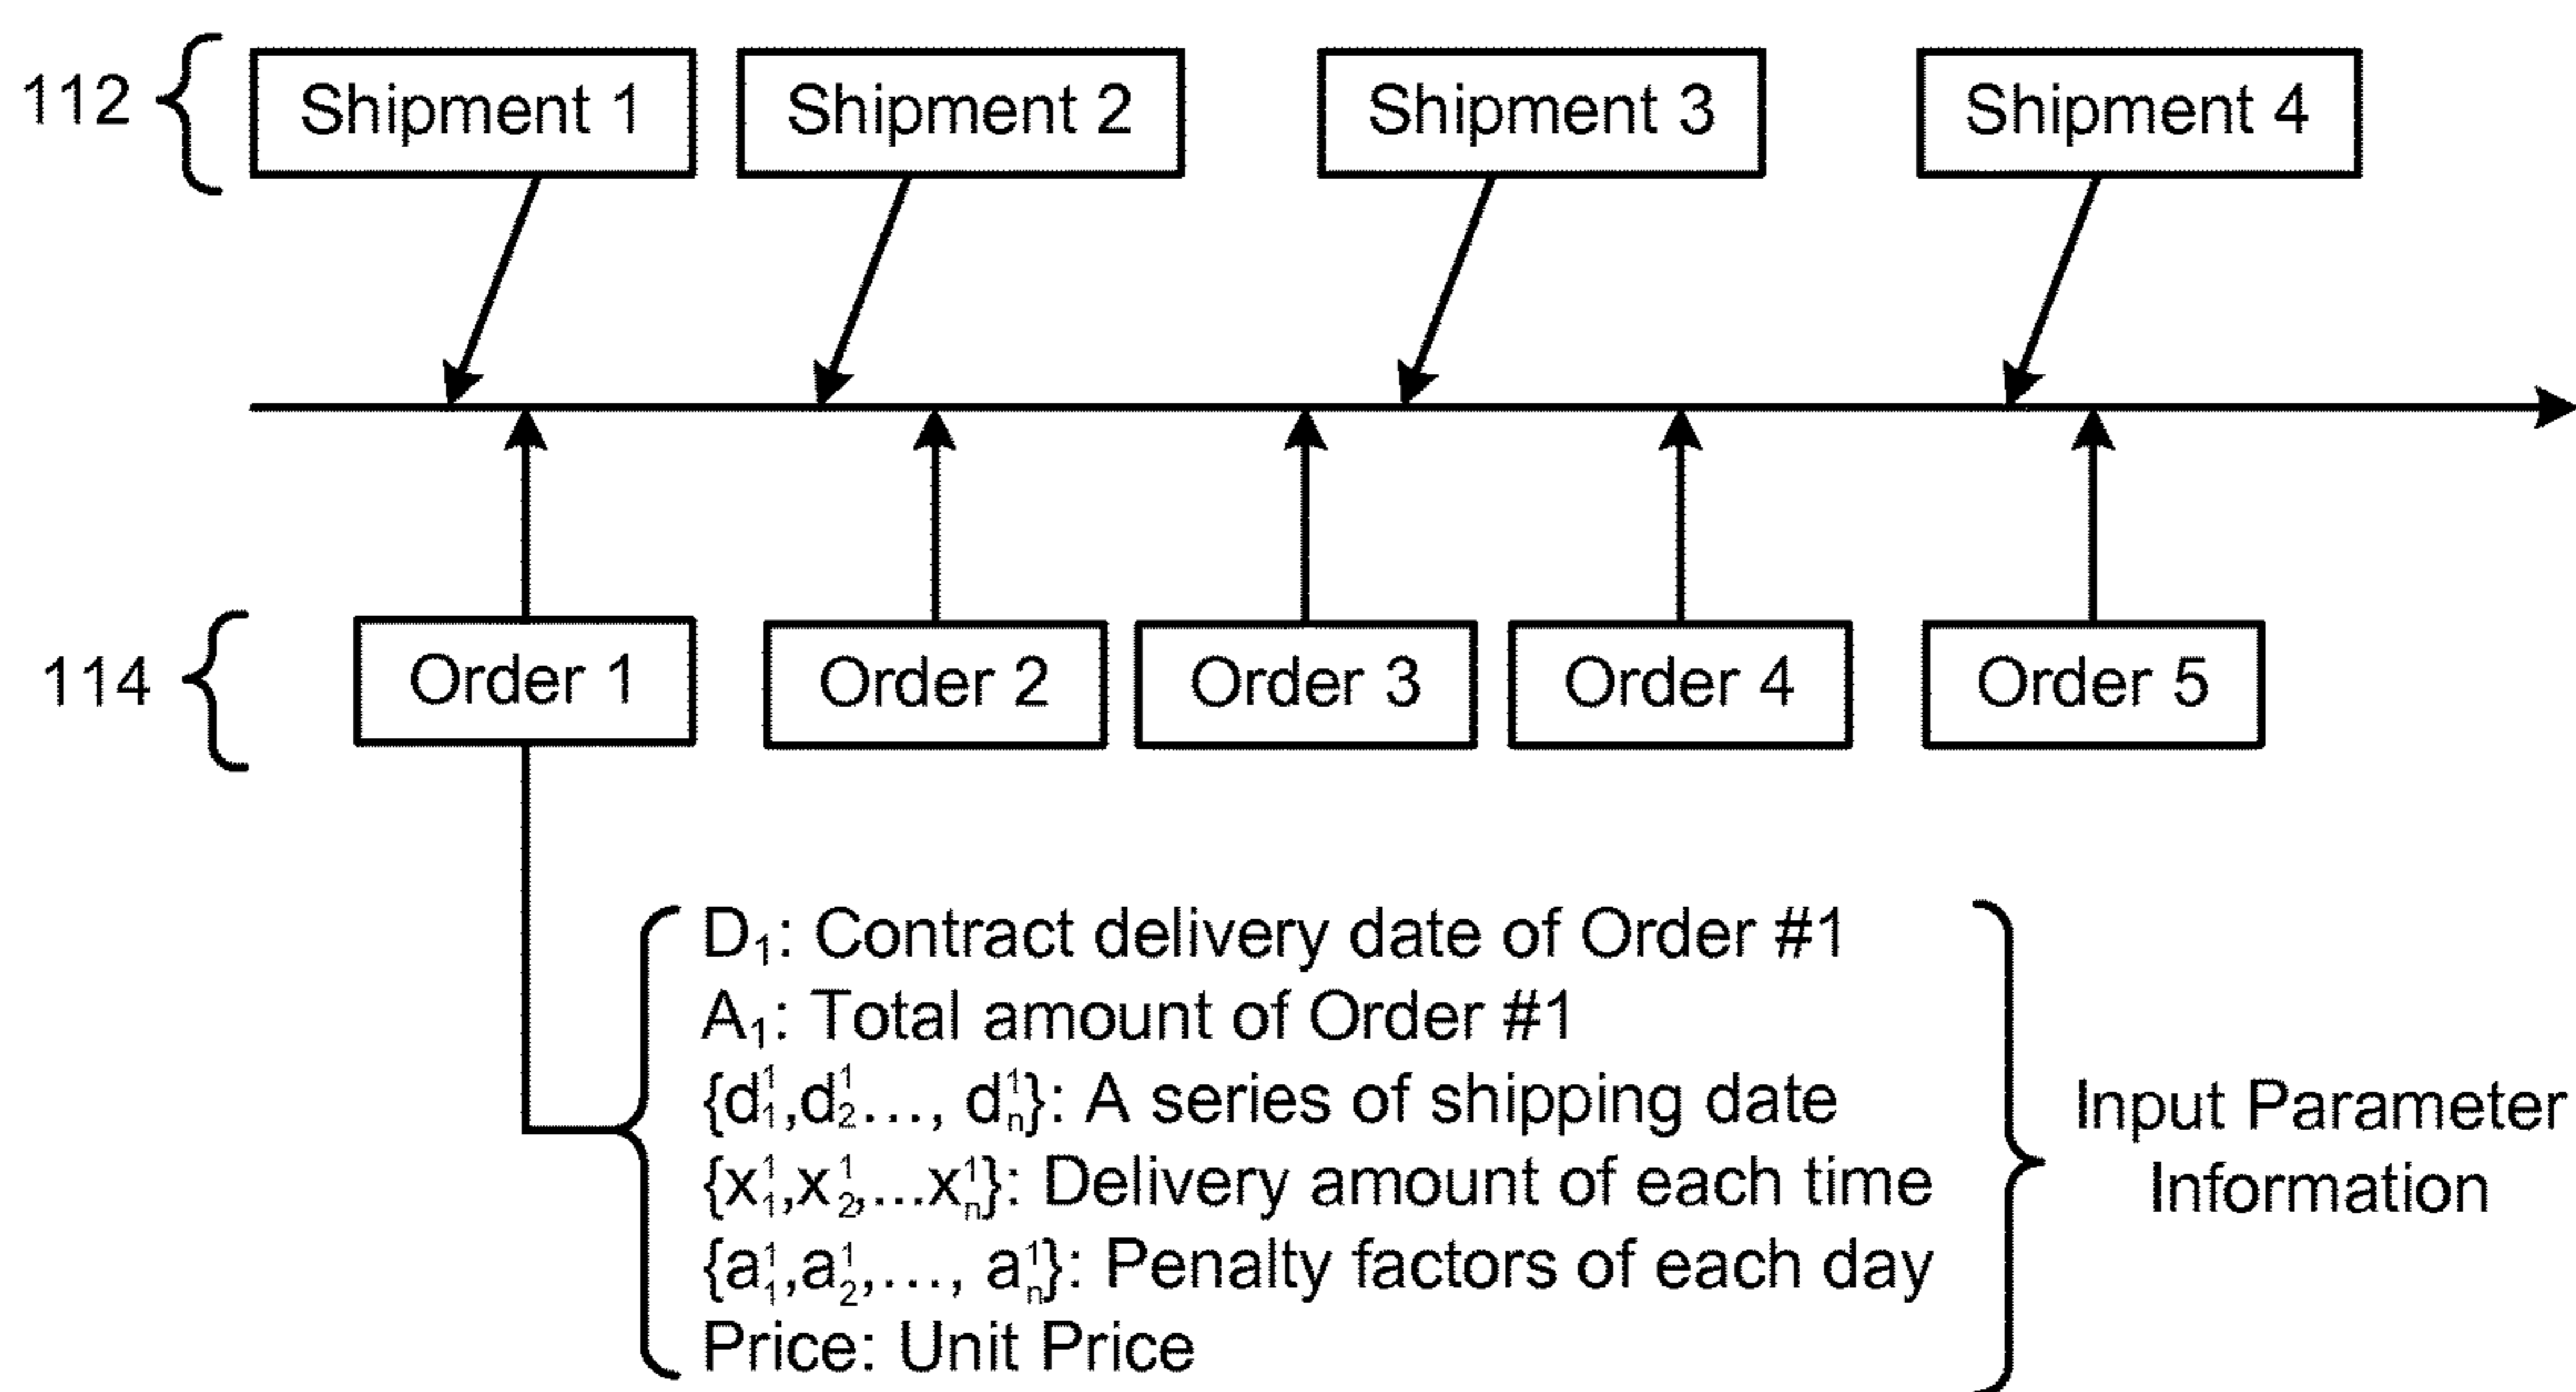 112
Shipment 1
Shipment 2
Shipment 3
Shipment 4
114
Order 1
Order 2
Order 3
Order 4
Order 5
D₁: Contract delivery date of Order #1
A₁: Total amount of Order #1
{d₁¹,d₂¹..., dₙ¹}: A series of shipping date
{x₁¹,x₂¹,...xₙ¹}: Delivery amount of each time
{a₁¹,a₂¹,..., aₙ¹}: Penalty factors of each day
Price: Unit Price
Input Parameter
Information